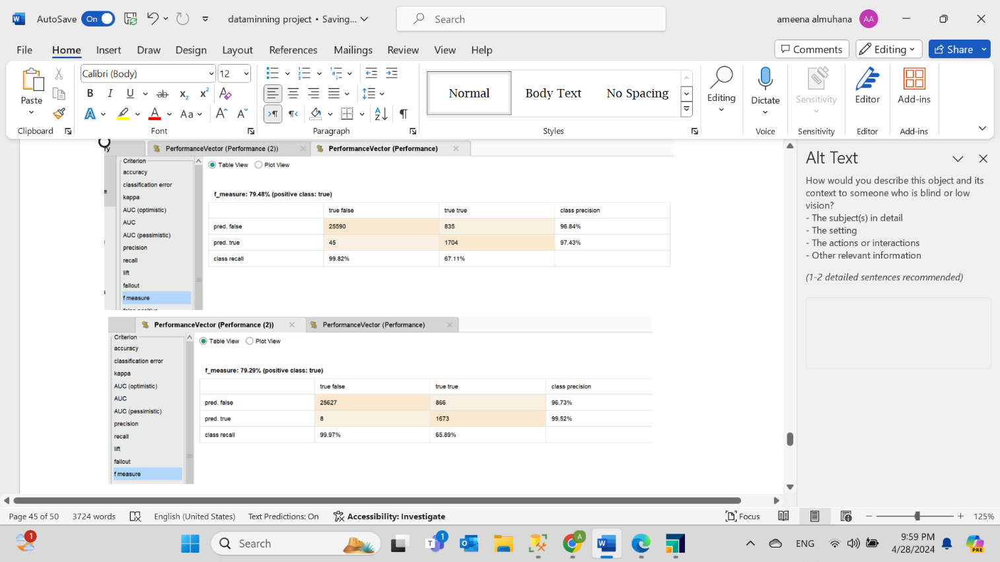 AutoSave On dataminning project • Saving... Search ameena almuhana AA
File Home Insert Draw Design Layout References Mailings Review View Help Comments Editing Share
Calibri (Body) 12
Paste
B I U ab x₂ x²
A A Aa A A
Normal Body Text No Spacing
Editing Dictate Sensitivity Editor Add-ins
Clipboard Font Paragraph Styles Voice Sensitivity Editor Add-ins
ry PerformanceVector (Performance (2)) PerformanceVector (Performance)
Criterion Table View Plot View
accuracy
classification error
kappa f_measure: 79.48% (positive class: true)
AUC (optimistic) true false true true class precision
AUC pred. false 25590 835 96.84%
AUC (pessimistic)
precision pred. true 45 1704 97.43%
recall class recall 99.82% 67.11%
lift
fallout
f measure
false positive
PerformanceVector (Performance (2)) PerformanceVector (Performance)
Criterion Table View Plot View
accuracy
classification error
kappa f_measure: 79.29% (positive class: true)
AUC (optimistic) true false true true class precision
AUC pred. false 25627 866 96.73%
AUC (pessimistic)
precision pred. true 8 1673 99.52%
recall class recall 99.97% 65.89%
lift
fallout
f measure
Alt Text
How would you describe this object and its
context to someone who is blind or low
vision?
- The subject(s) in detail
- The setting
- The actions or interactions
- Other relevant information
(1-2 detailed sentences recommended)
Page 45 of 50 3724 words English (United States) Text Predictions: On Accessibility: Investigate Focus 125%
1 Search 1 A ENG 9:59 PM
4/28/2024 PRE